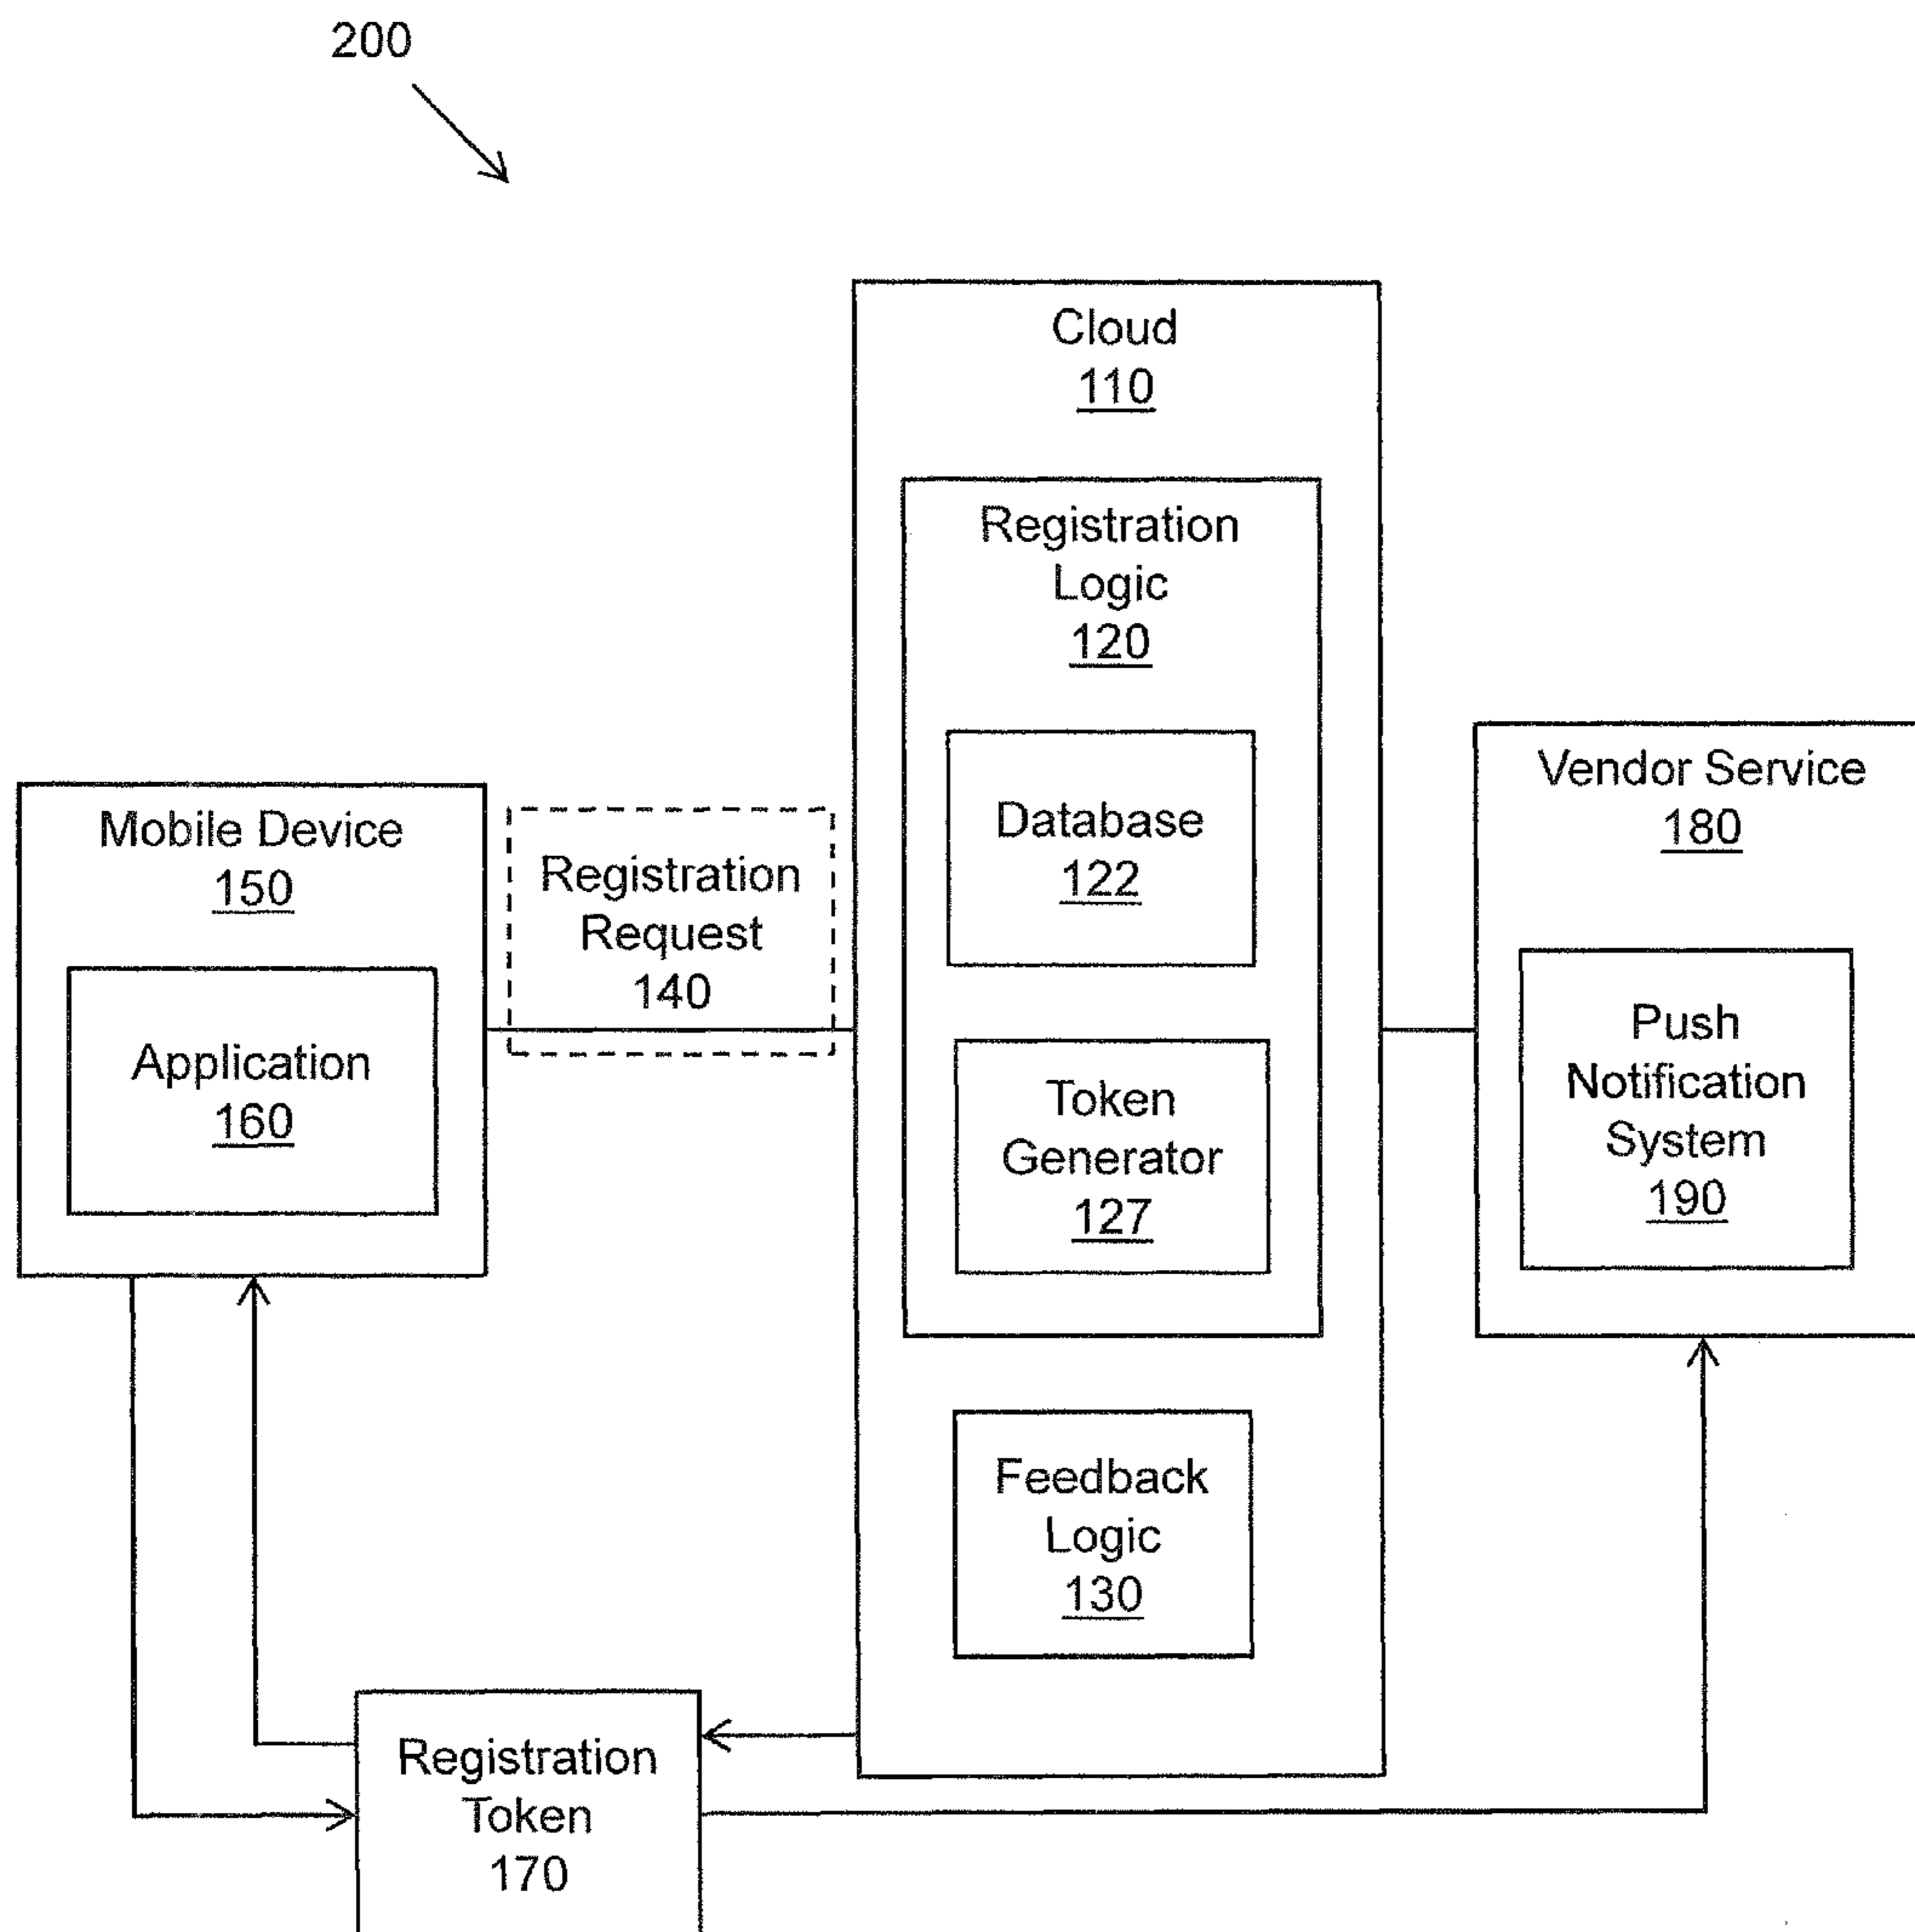 200
Cloud
110
Registration
Logic
120
Database
122
Token
Generator
127
Feedback
Logic
130
Mobile Device
150
Application
160
Registration
Request
140
Vendor Service
180
Push
Notification
System
190
Registration
Token
170